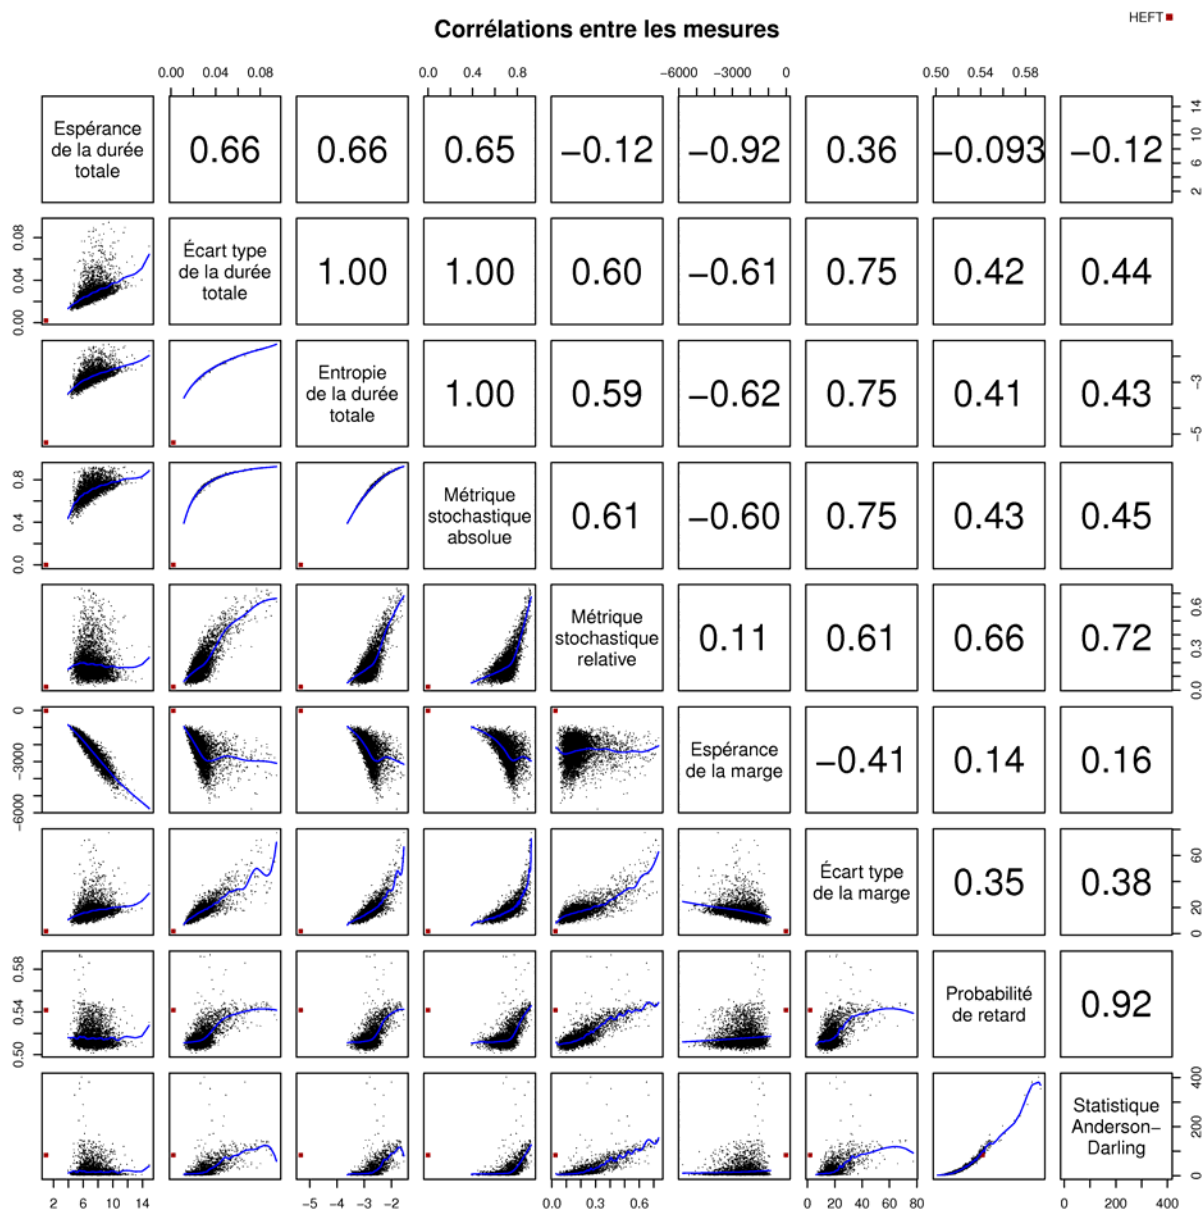 Corrélations entre les mesures
HEFT
0.00 0.04 0.08
0.0 0.4 0.8
−6000 −3000 0
0.50 0.54 0.58
Espérance
de la durée
totale
0.66 0.66 0.65 −0.12 −0.92 0.36 −0.093 −0.12
2 6 10 14
0.00 0.04 0.08
Écart type
de la durée
totale
1.00 1.00 0.60 −0.61 0.75 0.42 0.44
Entropie
de la durée
totale
1.00 0.59 −0.62 0.75 0.41 0.43
−5 −3
0.0 0.4 0.8
Métrique
stochastique
absolue
0.61 −0.60 0.75 0.43 0.45
Métrique
stochastique
relative
0.11 0.61 0.66 0.72
0.0 0.3 0.6
−6000 −3000 0
Espérance
de la marge
−0.41 0.14 0.16
Écart type
de la marge
0.35 0.38
0 20 60
0.50 0.54 0.58
Probabilité
de retard
0.92
Statistique
Anderson−
Darling
0 200 400
2 6 10 14
−5 −4 −3 −2
0.0 0.3 0.6
0 20 40 60 80
0 200 400